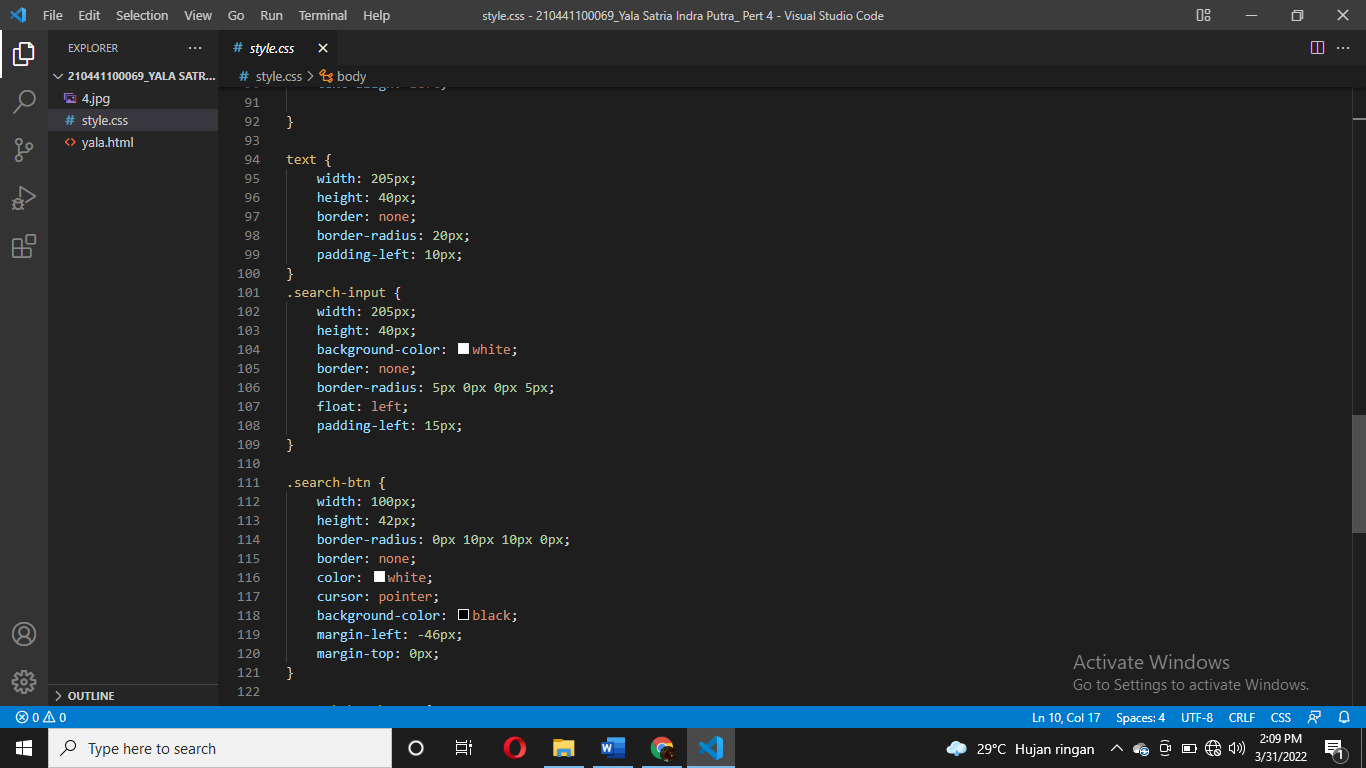 File Edit Selection View Go Run Terminal Help
style.css - 210441100069_Yala Satria Indra Putra_ Pert 4 - Visual Studio Code
EXPLORER ···
210441100069_YALA SATR...
4.jpg
# style.css
<> yala.html
OUTLINE
# style.css ×
# style.css > body
91
92 }
93
94 text {
95 width: 205px;
96 height: 40px;
97 border: none;
98 border-radius: 20px;
99 padding-left: 10px;
100 }
101 .search-input {
102 width: 205px;
103 height: 40px;
104 background-color: white;
105 border: none;
106 border-radius: 5px 0px 0px 5px;
107 float: left;
108 padding-left: 15px;
109 }
110
111 .search-btn {
112 width: 100px;
113 height: 42px;
114 border-radius: 0px 10px 10px 0px;
115 border: none;
116 color: white;
117 cursor: pointer;
118 background-color: black;
119 margin-left: -46px;
120 margin-top: 0px;
121 }
122
Activate Windows
Go to Settings to activate Windows.
0 0
Ln 10, Col 17 Spaces: 4 UTF-8 CRLF CSS
Type here to search
29°C Hujan ringan
2:09 PM
3/31/2022
1